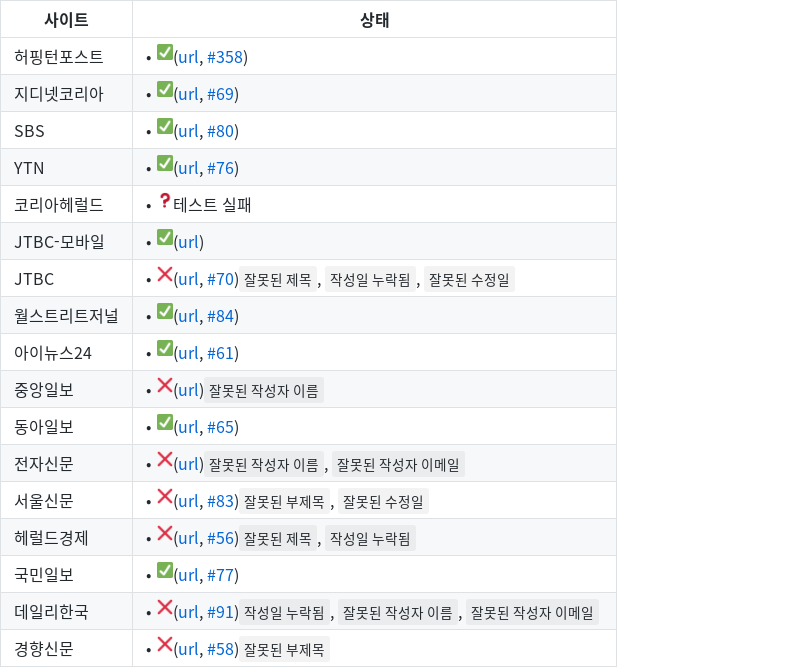 사이트 상태
허핑턴포스트 • ✅(url, #358)
지디넷코리아 • ✅(url, #69)
SBS • ✅(url, #80)
YTN • ✅(url, #76)
코리아헤럴드 • ❓테스트 실패
JTBC-모바일 • ✅(url)
JTBC • ❌(url, #70) 잘못된 제목 , 작성일 누락됨 , 잘못된 수정일
월스트리트저널 • ✅(url, #84)
아이뉴스24 • ✅(url, #61)
중앙일보 • ❌(url) 잘못된 작성자 이름
동아일보 • ✅(url, #65)
전자신문 • ❌(url) 잘못된 작성자 이름 , 잘못된 작성자 이메일
서울신문 • ❌(url, #83) 잘못된 부제목 , 잘못된 수정일
헤럴드경제 • ❌(url, #56) 잘못된 제목 , 작성일 누락됨
국민일보 • ✅(url, #77)
데일리한국 • ❌(url, #91) 작성일 누락됨 , 잘못된 작성자 이름 , 잘못된 작성자 이메일
경향신문 • ❌(url, #58) 잘못된 부제목